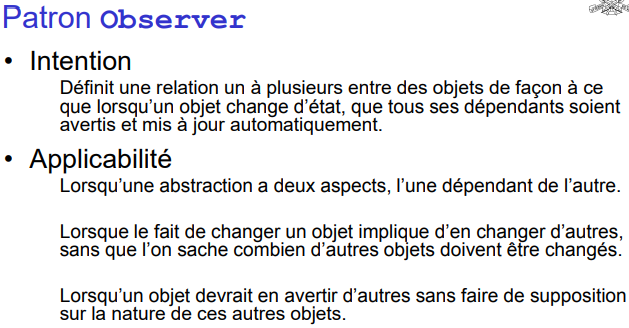 Patron Observer
• Intention
Définit une relation un à plusieurs entre des objets de façon à ce
que lorsqu'un objet change d'état, que tous ses dépendants soient
avertis et mis à jour automatiquement.
• Applicabilité
Lorsqu'une abstraction a deux aspects, l'une dépendant de l'autre.
Lorsque le fait de changer un objet implique d'en changer d'autres,
sans que l'on sache combien d'autres objets doivent être changés.
Lorsqu'un objet devrait en avertir d'autres sans faire de supposition
sur la nature de ces autres objets.